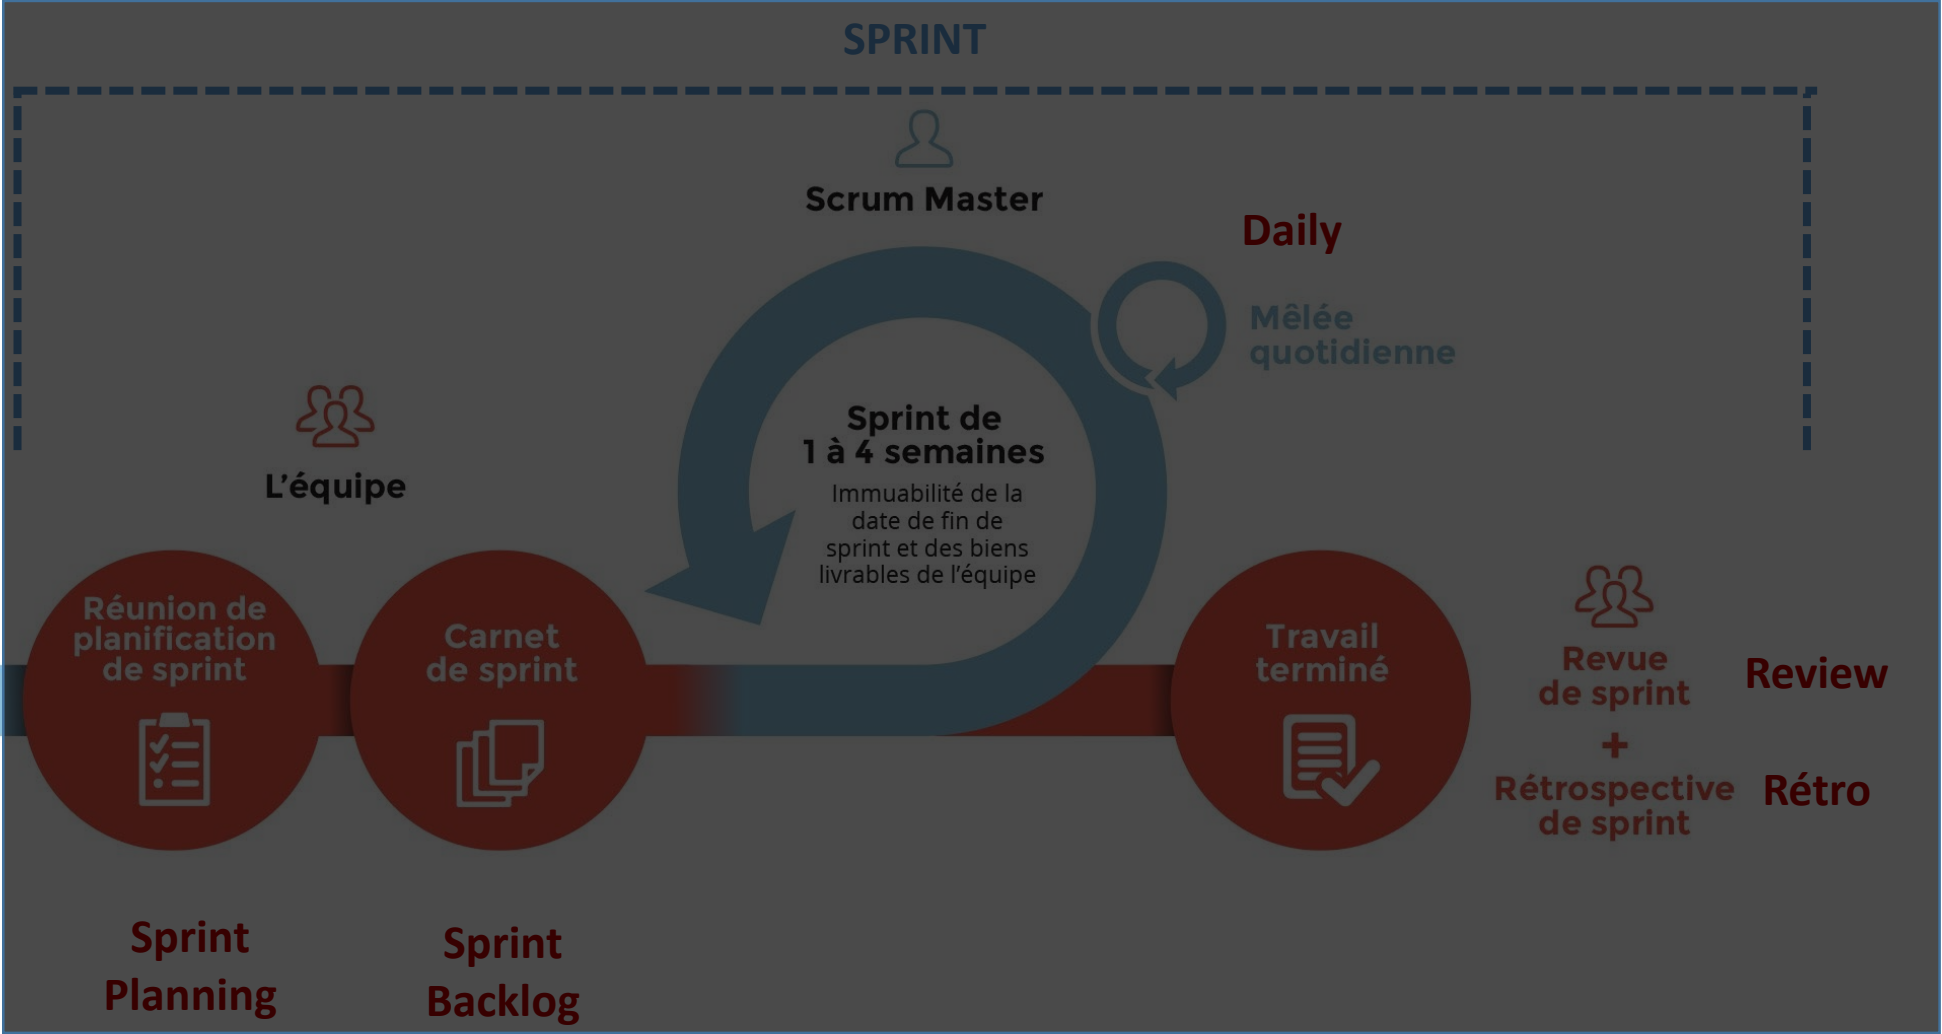 SPRINT
Scrum Master
Daily
Mêlée
quotidienne
Sprint de
1 à 4 semaines
Immuabilité de la
date de fin de
sprint et des biens
livrables de l'équipe
L'équipe
Réunion de
planification
de sprint
Carnet
de sprint
Travail
terminé
Revue
de sprint
Review
+
Rétrospective
de sprint
Rétro
Sprint
Planning
Sprint
Backlog